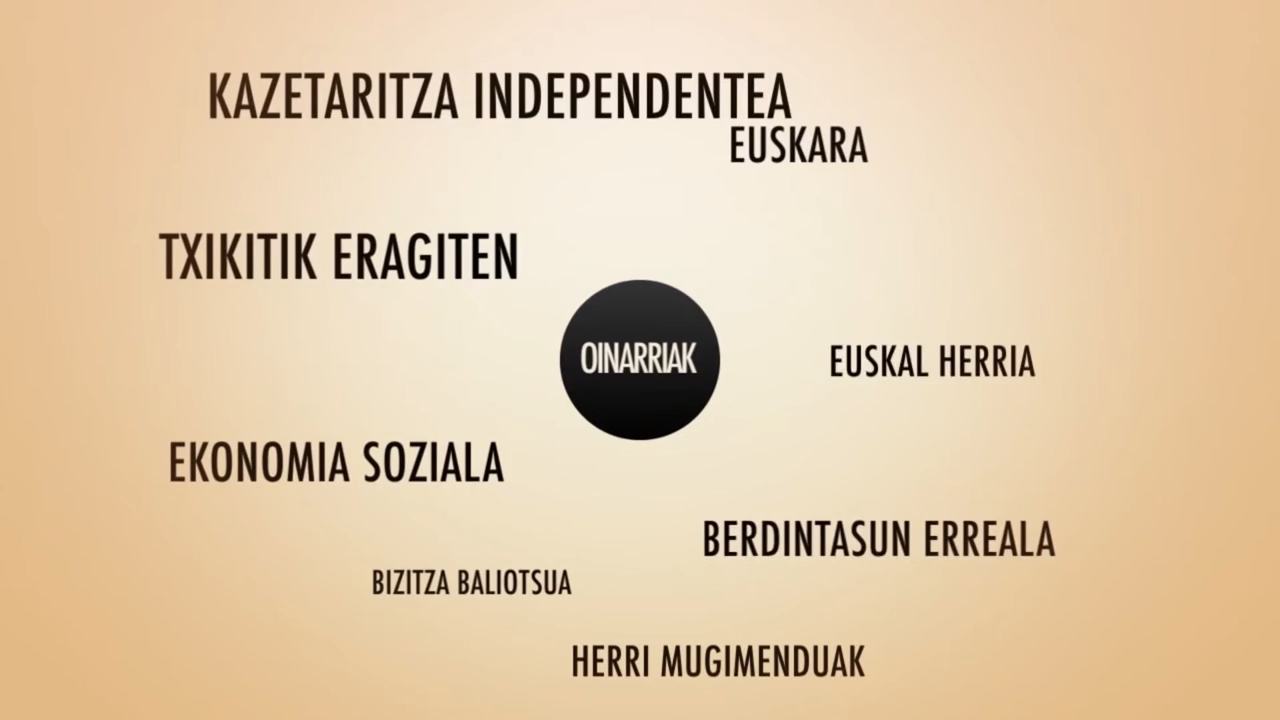 KAZETARITZA INDEPENDENTEA
EUSKARA
TXIKITIK ERAGITEN
OINARRIAK
EUSKAL HERRIA
EKONOMIA SOZIALA
BERDINTASUN ERREALA
BIZITZA BALIOTSUA
HERRI MUGIMENDUAK